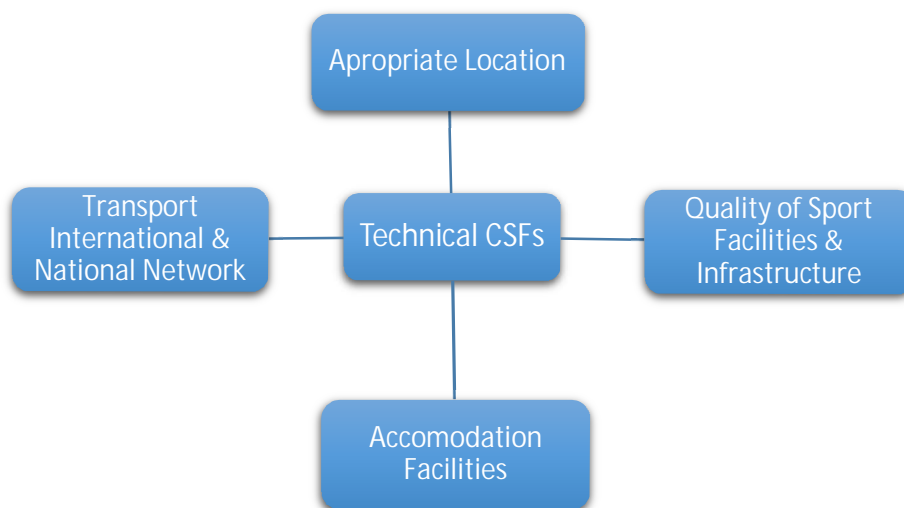 Apropriate Location
Transport
International &
National Network
Technical CSFs
Quality of Sport
Facilities &
Infrastructure
Accomodation
Facilities